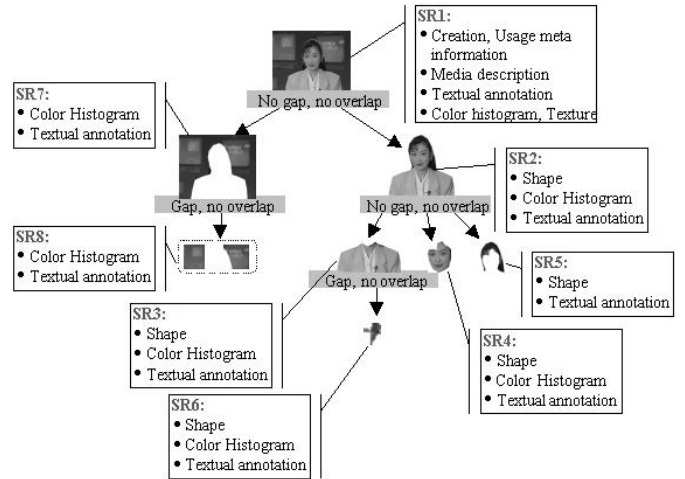 SR1:
• Creation, Usage meta
information
• Media description
• Textual annotation
• Color histogram, Texture
No gap, no overlap
SR7:
• Color Histogram
• Textual annotation
Gap, no overlap
SR2:
• Shape
• Color Histogram
• Textual annotation
No gap, no overlap
SR8:
• Color Histogram
• Textual annotation
Gap, no overlap
SR5:
• Shape
• Textual annotation
SR3:
• Shape
• Color Histogram
• Textual annotation
SR4:
• Shape
• Color Histogram
• Textual annotation
SR6:
• Shape
• Color Histogram
• Textual annotation